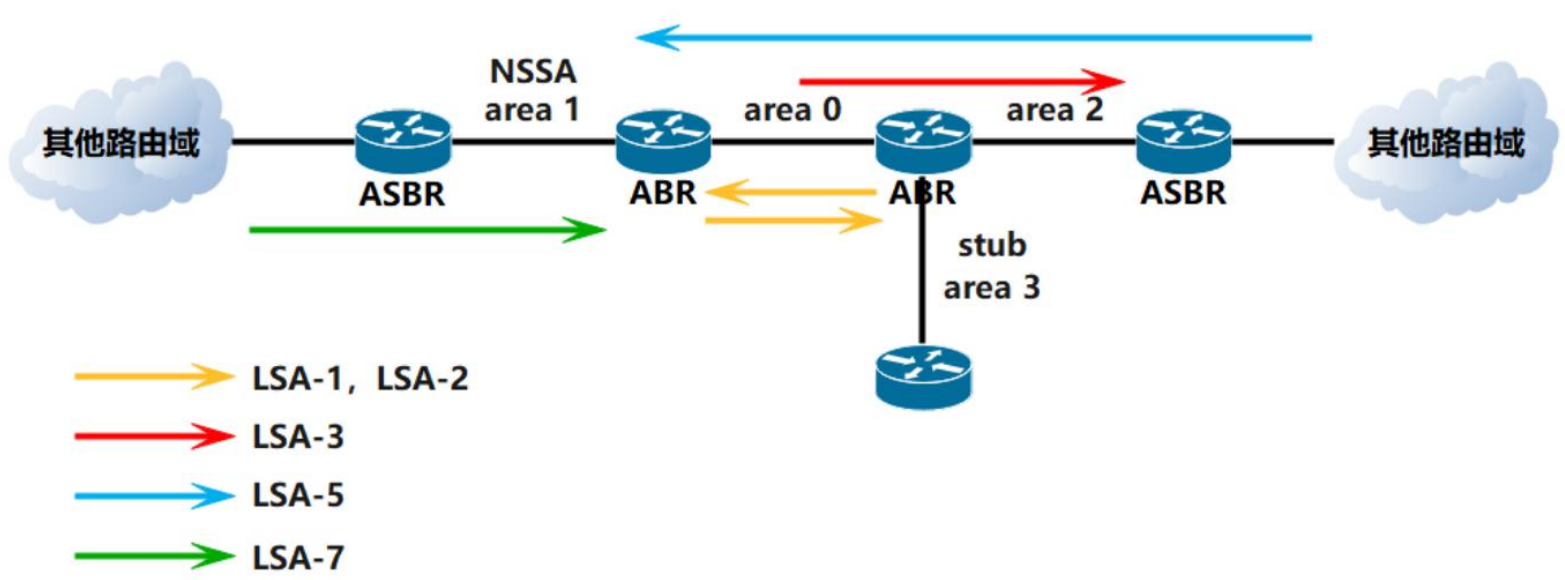 NSSA
area 1
area 0
area 2
其他路由域
其他路由域
ASBR
ABR
ABR
ASBR
stub
area 3
LSA-1，LSA-2
LSA-3
LSA-5
LSA-7